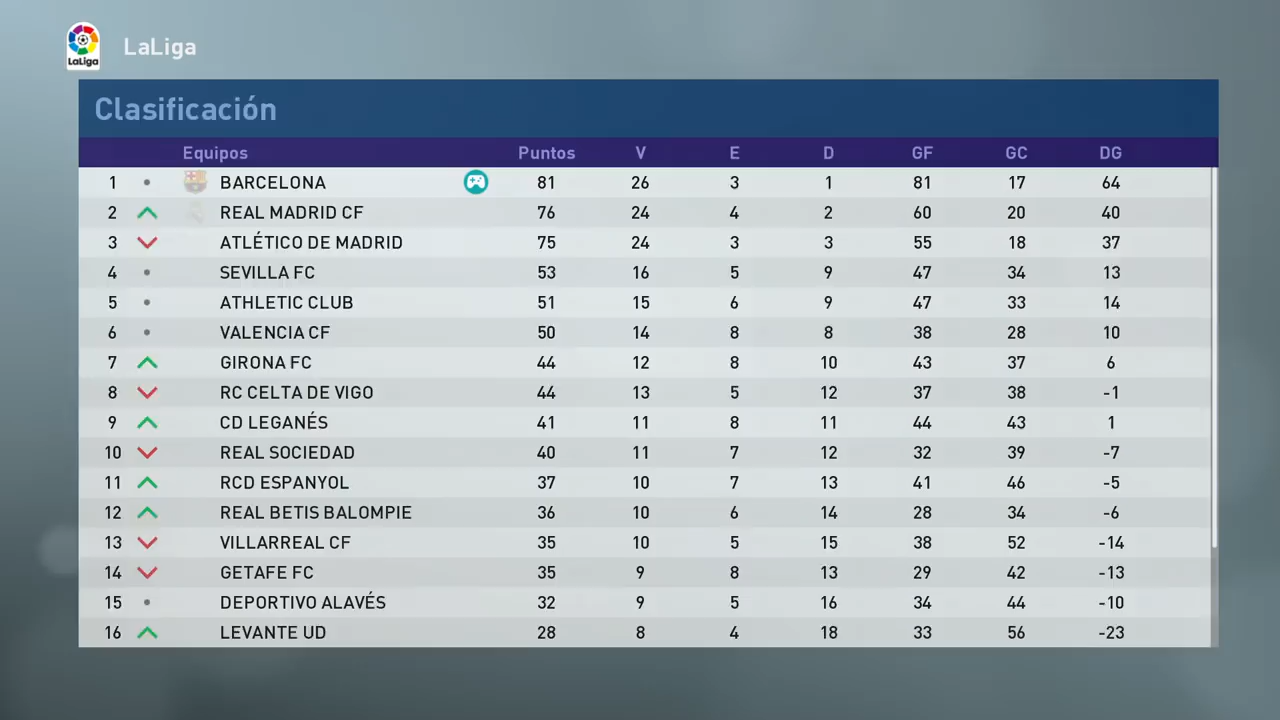 LaLiga
LaLiga
Clasificación
Equipos Puntos V E D GF GC DG
1 BARCELONA 81 26 3 1 81 17 64
2 REAL MADRID CF 76 24 4 2 60 20 40
3 ATLÉTICO DE MADRID 75 24 3 3 55 18 37
4 SEVILLA FC 53 16 5 9 47 34 13
5 ATHLETIC CLUB 51 15 6 9 47 33 14
6 VALENCIA CF 50 14 8 8 38 28 10
7 GIRONA FC 44 12 8 10 43 37 6
8 RC CELTA DE VIGO 44 13 5 12 37 38 -1
9 CD LEGANÉS 41 11 8 11 44 43 1
10 REAL SOCIEDAD 40 11 7 12 32 39 -7
11 RCD ESPANYOL 37 10 7 13 41 46 -5
12 REAL BETIS BALOMPIE 36 10 6 14 28 34 -6
13 VILLARREAL CF 35 10 5 15 38 52 -14
14 GETAFE FC 35 9 8 13 29 42 -13
15 DEPORTIVO ALAVÉS 32 9 5 16 34 44 -10
16 LEVANTE UD 28 8 4 18 33 56 -23